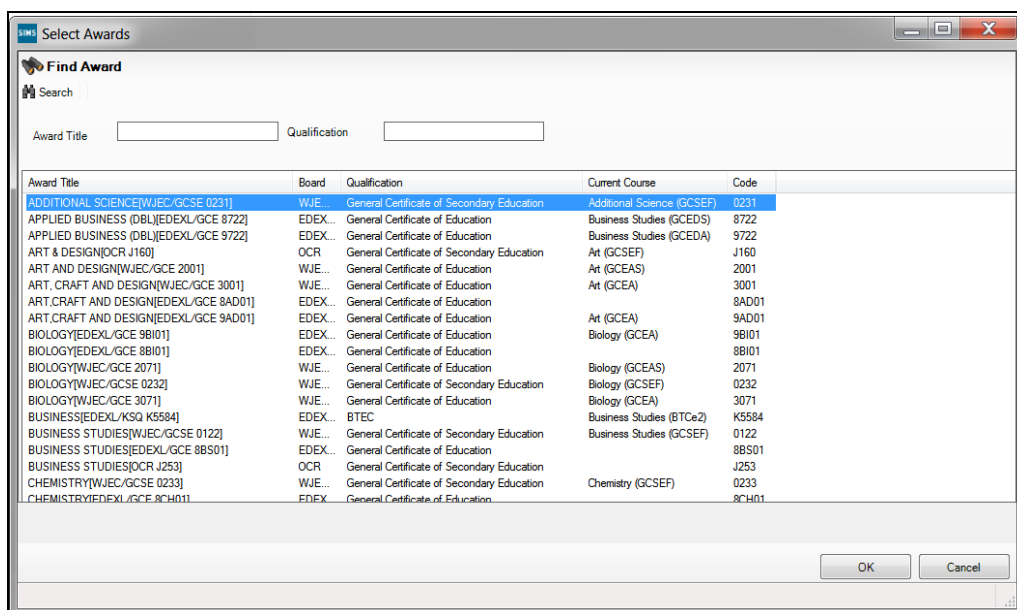 SIMS Select Awards
Find Award
Search
Award Title Qualification
Award Title Board Qualification Current Course Code
ADDITIONAL SCIENCE[WJEC/GCSE 0231] WJE... General Certificate of Secondary Education Additional Science (GCSEF) 0231
APPLIED BUSINESS (DBL)[EDEXL/GCE 8722] EDEX... General Certificate of Education Business Studies (GCEDS) 8722
APPLIED BUSINESS (DBL)[EDEXL/GCE 9722] EDEX... General Certificate of Education Business Studies (GCEDA) 9722
ART & DESIGN[OCR J160] OCR General Certificate of Secondary Education Art (GCSEF) J160
ART AND DESIGN[WJEC/GCE 2001] WJE... General Certificate of Education Art (GCEAS) 2001
ART, CRAFT AND DESIGN[WJEC/GCE 3001] WJE... General Certificate of Education Art (GCEA) 3001
ART,CRAFT AND DESIGN[EDEXL/GCE 8AD01] EDEX... General Certificate of Education 8AD01
ART,CRAFT AND DESIGN[EDEXL/GCE 9AD01] EDEX... General Certificate of Education Art (GCEA) 9AD01
BIOLOGY[EDEXL/GCE 9BI01] EDEX... General Certificate of Education Biology (GCEA) 9BI01
BIOLOGY[EDEXL/GCE 8BI01] EDEX... General Certificate of Education 8BI01
BIOLOGY[WJEC/GCE 2071] WJE... General Certificate of Education Biology (GCEAS) 2071
BIOLOGY[WJEC/GCSE 0232] WJE... General Certificate of Secondary Education Biology (GCSEF) 0232
BIOLOGY[WJEC/GCE 3071] WJE... General Certificate of Education Biology (GCEA) 3071
BUSINESS[EDEXL/KSQ K5584] EDEX... BTEC Business Studies (BTCe2) K5584
BUSINESS STUDIES[WJEC/GCSE 0122] WJE... General Certificate of Secondary Education Business Studies (GCSEF) 0122
BUSINESS STUDIES[EDEXL/GCE 8BS01] EDEX... General Certificate of Education 8BS01
BUSINESS STUDIES[OCR J253] OCR General Certificate of Secondary Education J253
CHEMISTRY[WJEC/GCSE 0233] WJE... General Certificate of Secondary Education Chemistry (GCSEF) 0233
CHEMISTRY[EDEXL/GCE 8CH01] EDEX... General Certificate of Education 8CH01
OK Cancel